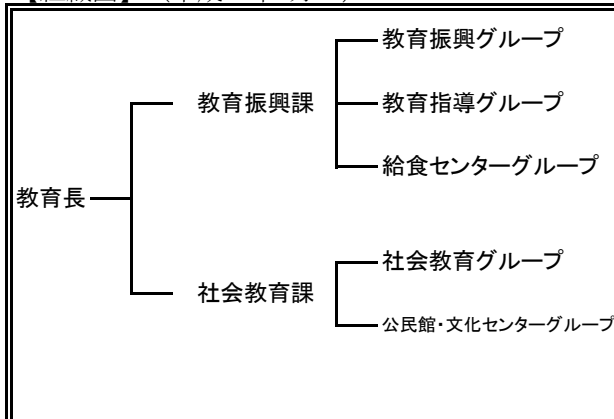 教育振興グループ
教育振興課
教育指導グループ
給食センターグループ
教育長
社会教育グループ
社会教育課
公民館・文化センターグループ